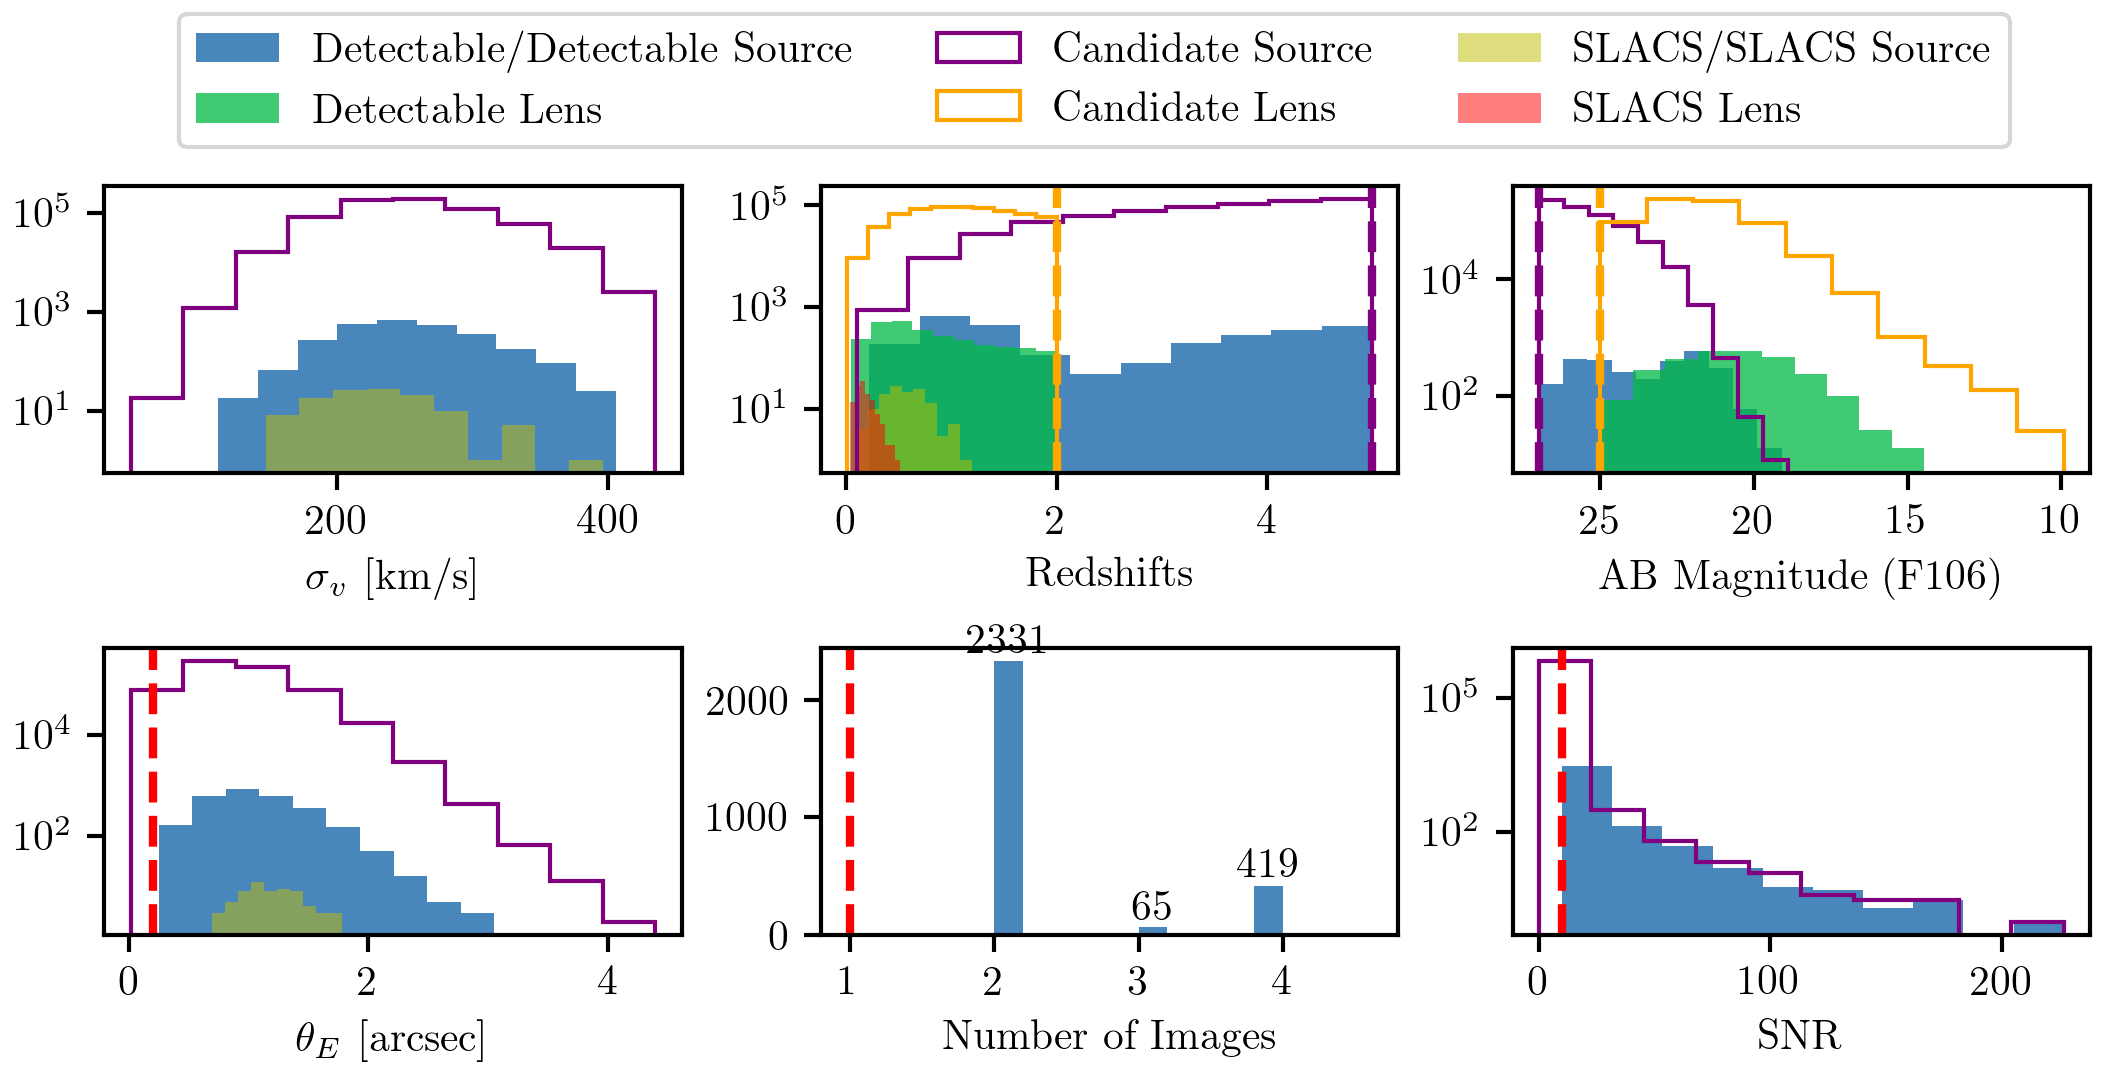 Detectable/Detectable Source
Detectable Lens
Candidate Source
Candidate Lens
SLACS/SLACS Source
SLACS Lens
10^5
10^3
10^1
200 400
σ_v [km/s]
10^5
10^3
10^1
0 2 4
Redshifts
10^4
10^2
25 20 15 10
AB Magnitude (F106)
10^4
10^2
0 2 4
θ_E [arcsec]
2331
2000
1000
419
65
0
1 2 3 4
Number of Images
10^5
10^2
0 100 200
SNR